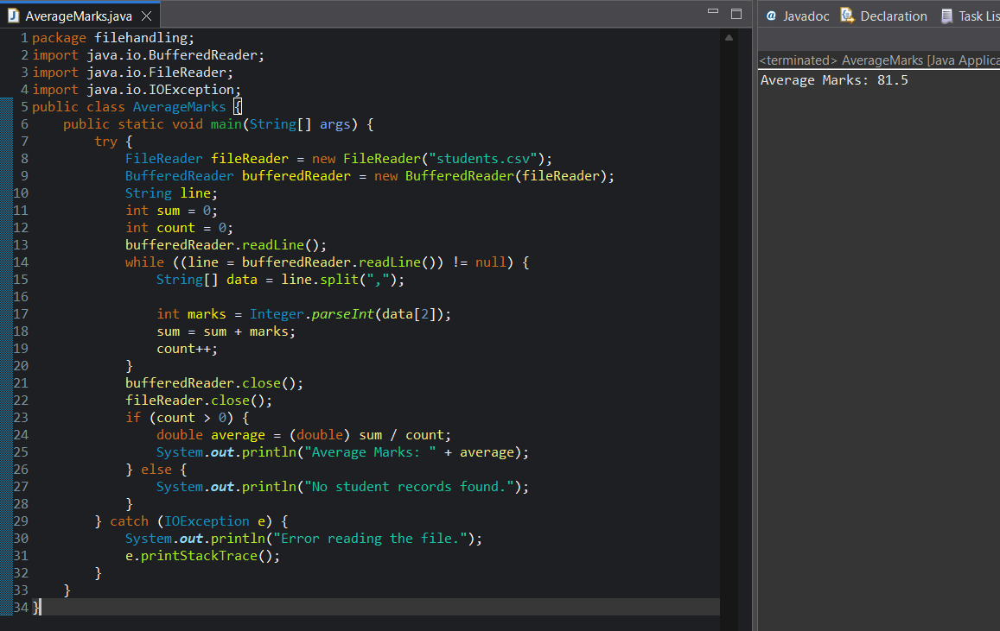 AverageMarks.java
1 package filehandling;
2 import java.io.BufferedReader;
3 import java.io.FileReader;
4 import java.io.IOException;
5 public class AverageMarks {
6     public static void main(String[] args) {
7         try {
8             FileReader fileReader = new FileReader("students.csv");
9             BufferedReader bufferedReader = new BufferedReader(fileReader);
10             String line;
11             int sum = 0;
12             int count = 0;
13             bufferedReader.readLine();
14             while ((line = bufferedReader.readLine()) != null) {
15                 String[] data = line.split(",");
16
17                 int marks = Integer.parseInt(data[2]);
18                 sum = sum + marks;
19                 count++;
20             }
21             bufferedReader.close();
22             fileReader.close();
23             if (count > 0) {
24                 double average = (double) sum / count;
25                 System.out.println("Average Marks: " + average);
26             } else {
27                 System.out.println("No student records found.");
28             }
29         } catch (IOException e) {
30             System.out.println("Error reading the file.");
31             e.printStackTrace();
32         }
33     }
34 }
@ Javadoc Declaration Task Lis
<terminated> AverageMarks [Java Applica
Average Marks: 81.5